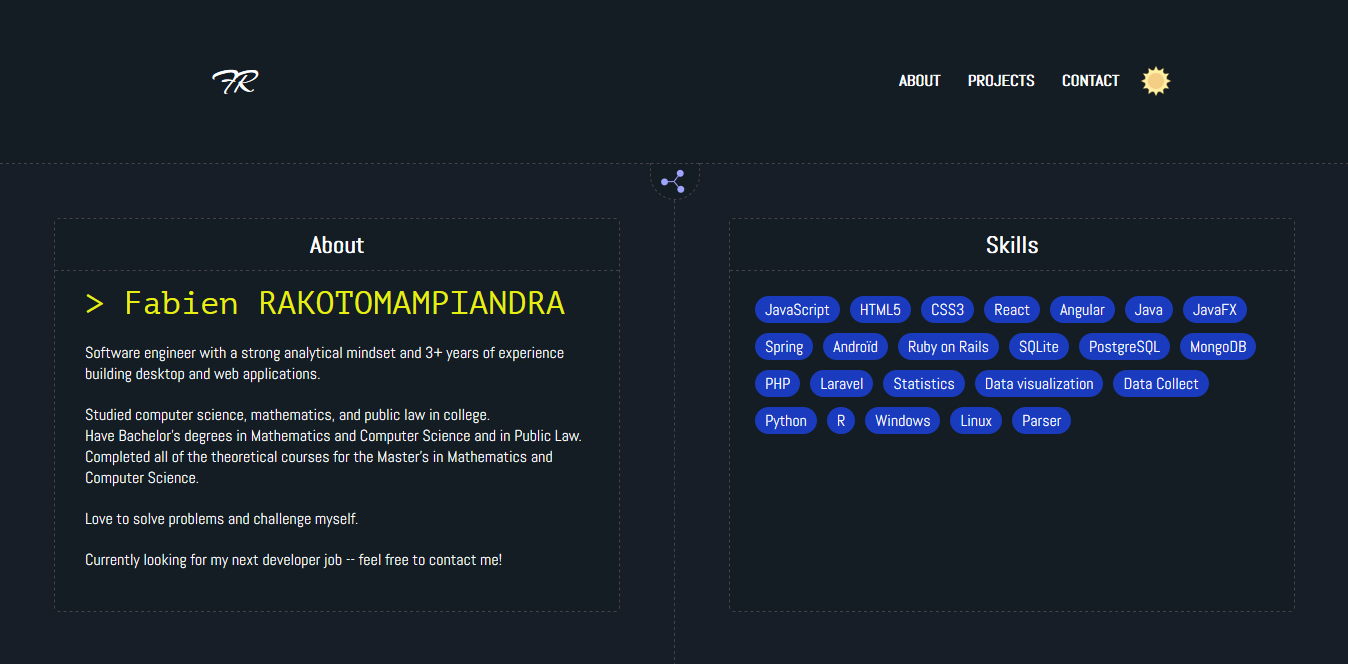 FR
ABOUT PROJECTS CONTACT
About
> Fabien RAKOTOMAMPIANDRA
Software engineer with a strong analytical mindset and 3+ years of experience
building desktop and web applications.
Studied computer science, mathematics, and public law in college.
Have Bachelor's degrees in Mathematics and Computer Science and in Public Law.
Completed all of the theoretical courses for the Master's in Mathematics and
Computer Science.
Love to solve problems and challenge myself.
Currently looking for my next developer job -- feel free to contact me!
Skills
JavaScript HTML5 CSS3 React Angular Java JavaFX
Spring Androïd Ruby on Rails SQLite PostgreSQL MongoDB
PHP Laravel Statistics Data visualization Data Collect
Python R Windows Linux Parser